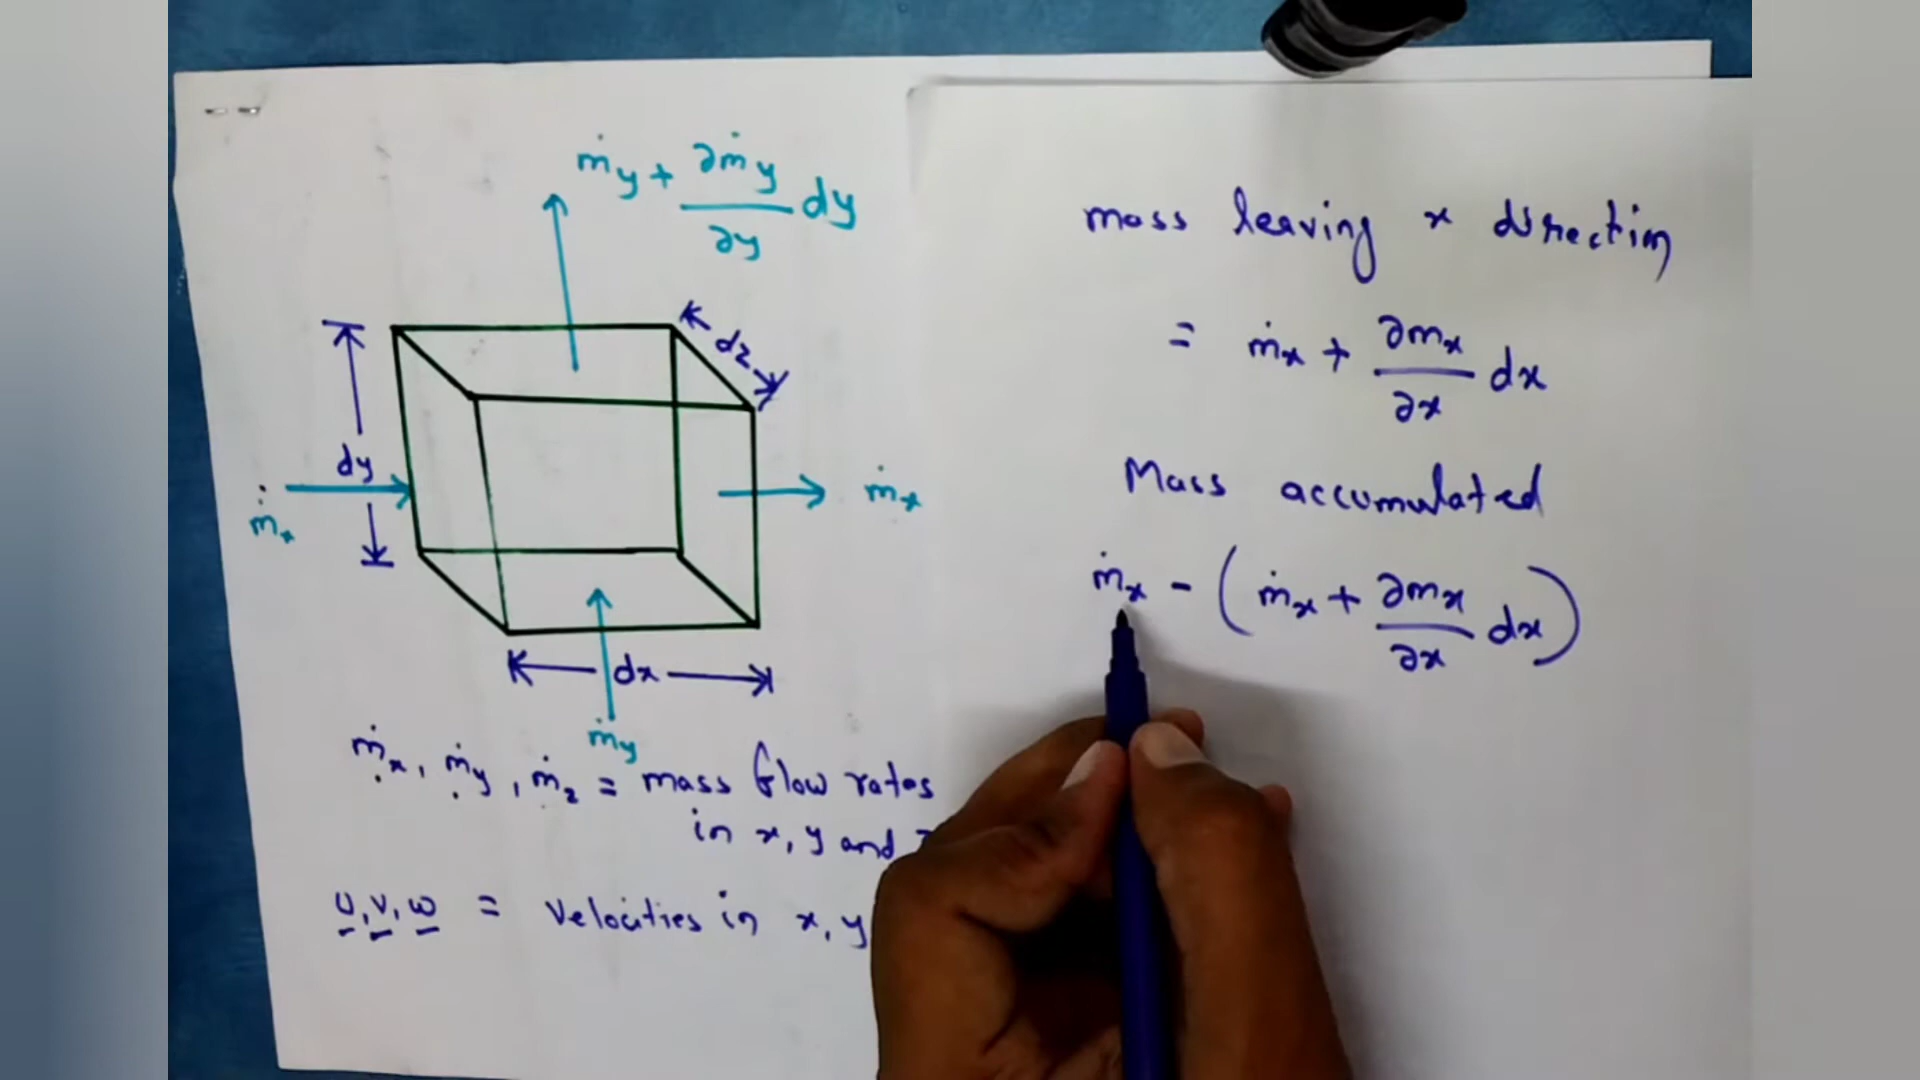 ṁy + ∂ṁy/∂y dy
dz
dy
ṁx
ṁx
dx
ṁy
ṁx, ṁy, ṁz = mass flow rates
in x, y and
u, v, w = velocities in x, y
mass leaving x direction
= ṁx + ∂mx/∂x dx
Mass accumulated
ṁx - (ṁx + ∂mx/∂x dx)